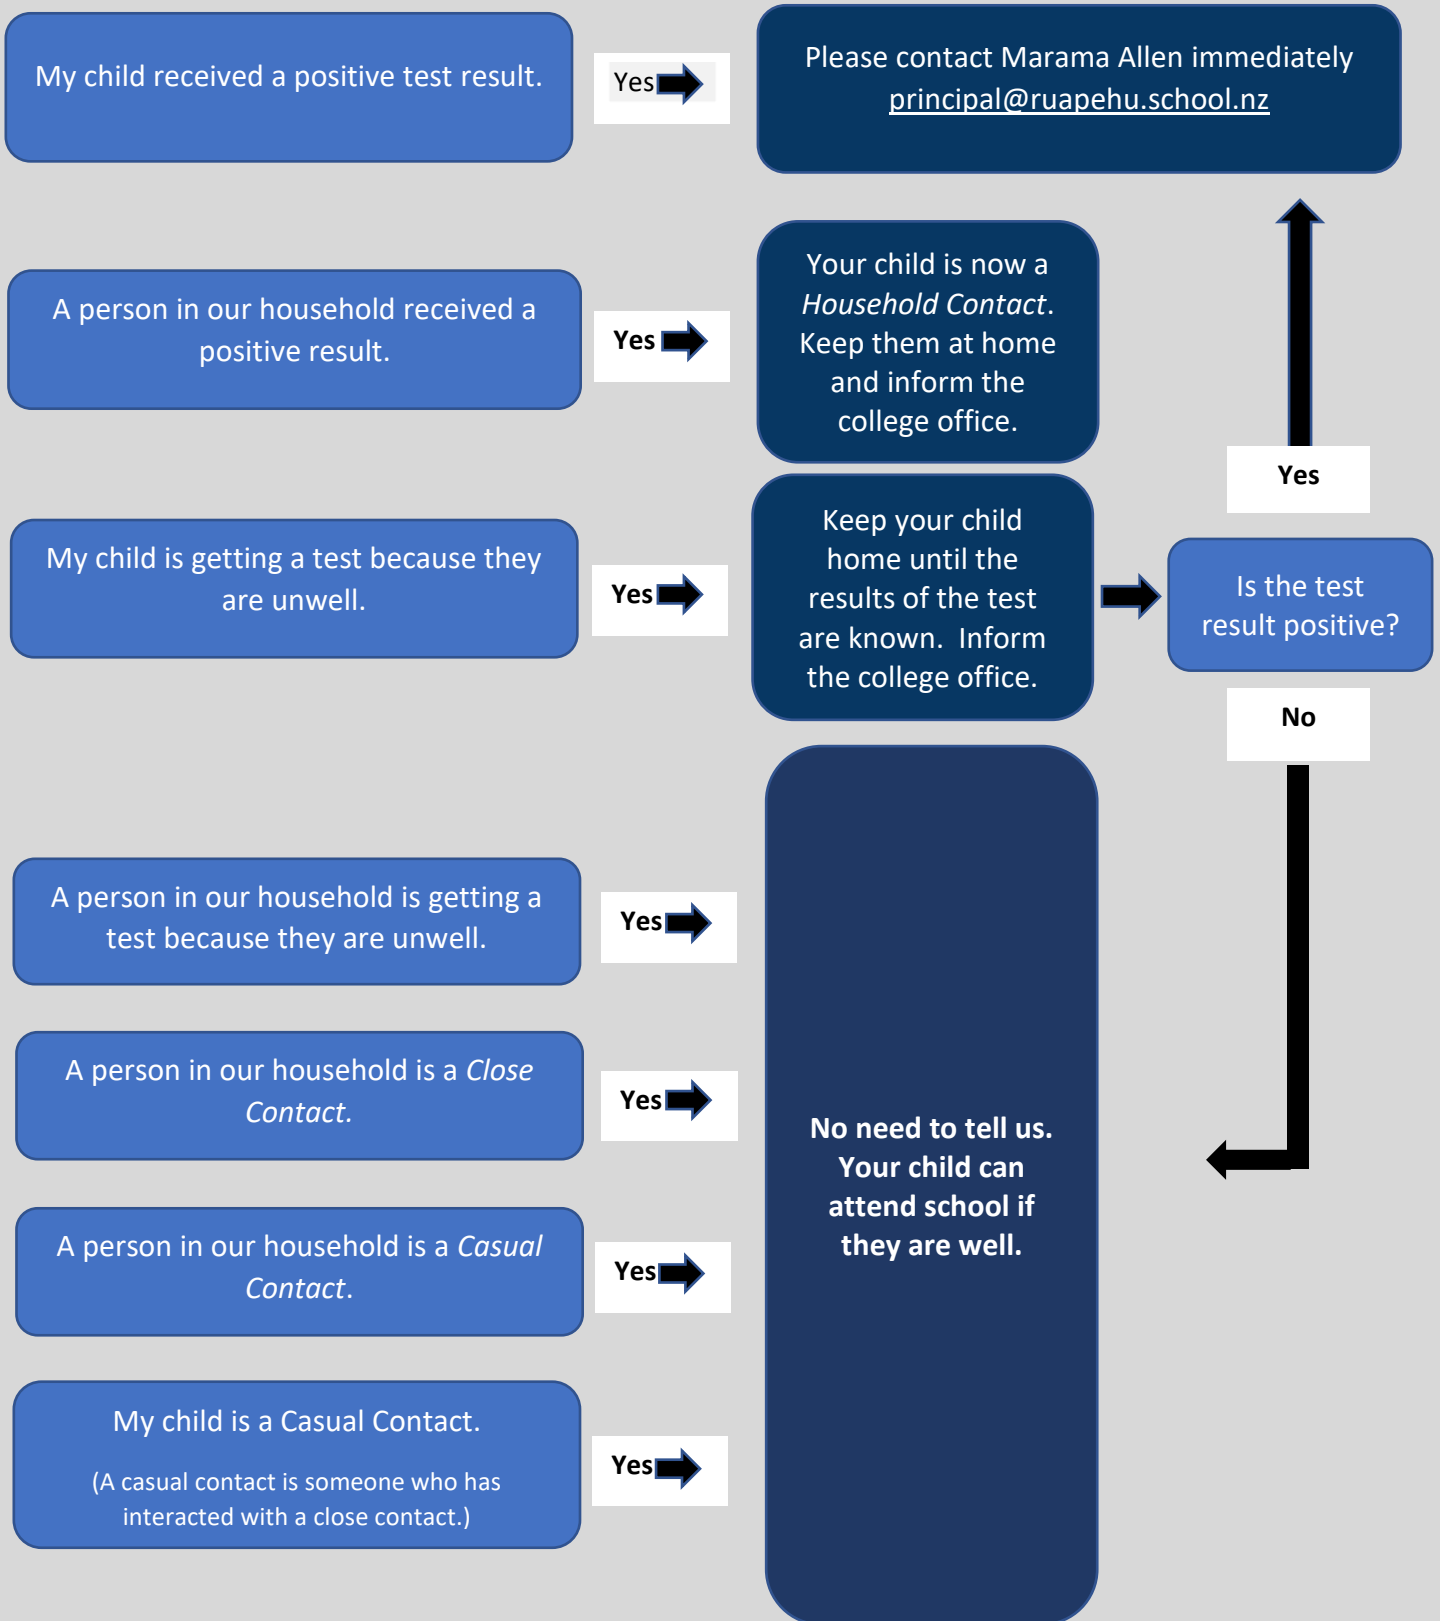 My child received a positive test result.
Yes
Please contact Marama Allen immediately
principal@ruapehu.school.nz
A person in our household received a
positive result.
Yes
Your child is now a
Household Contact.
Keep them at home
and inform the
college office.
My child is getting a test because they
are unwell.
Yes
Keep your child
home until the
results of the test
are known.  Inform
the college office.
Yes
Is the test
result positive?
No
A person in our household is getting a
test because they are unwell.
Yes
A person in our household is a Close
Contact.
Yes
A person in our household is a Casual
Contact.
Yes
My child is a Casual Contact.
(A casual contact is someone who has
interacted with a close contact.)
Yes
No need to tell us.
Your child can
attend school if
they are well.